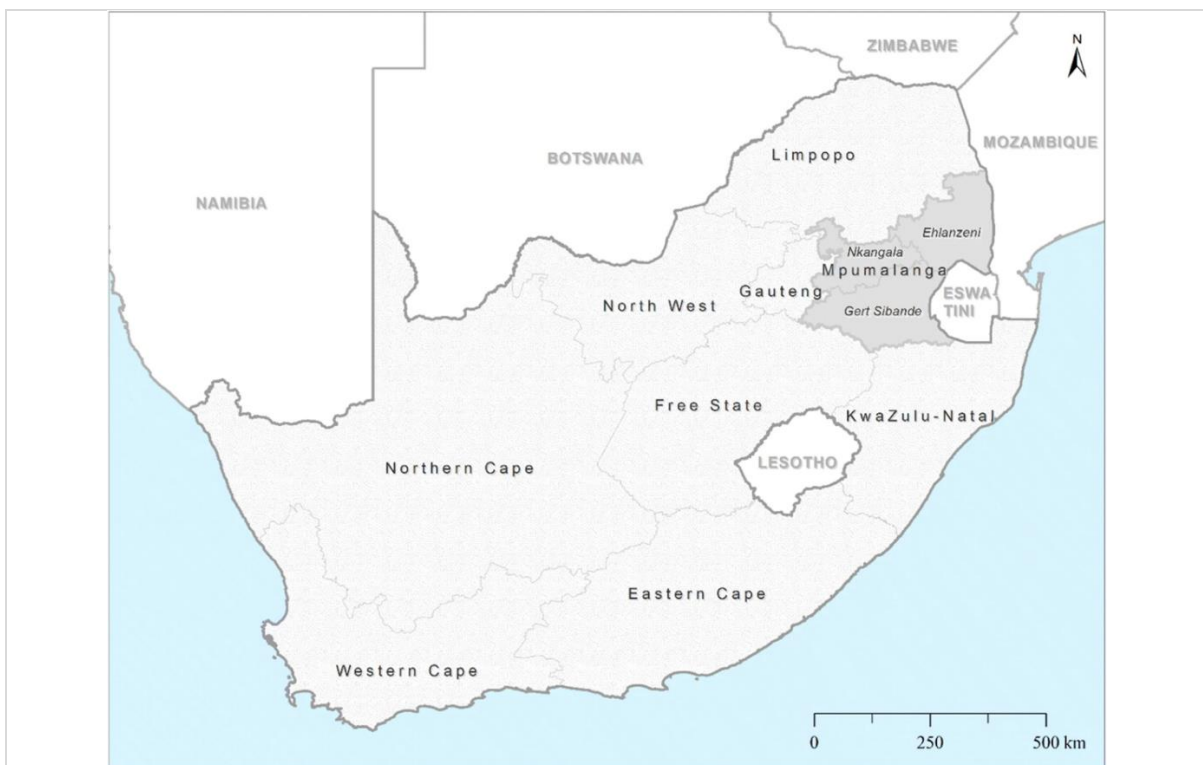 ZIMBABWE
N
MOZAMBIQUE
Limpopo
BOTSWANA
NAMIBIA
Ehlanzeni
Nkangala
Mpumalanga
Gauteng
ESWA
TINI
North West
Gert Sibande
Free State
KwaZulu-Natal
LESOTHO
Northern Cape
Eastern Cape
Western Cape
0 250 500 km